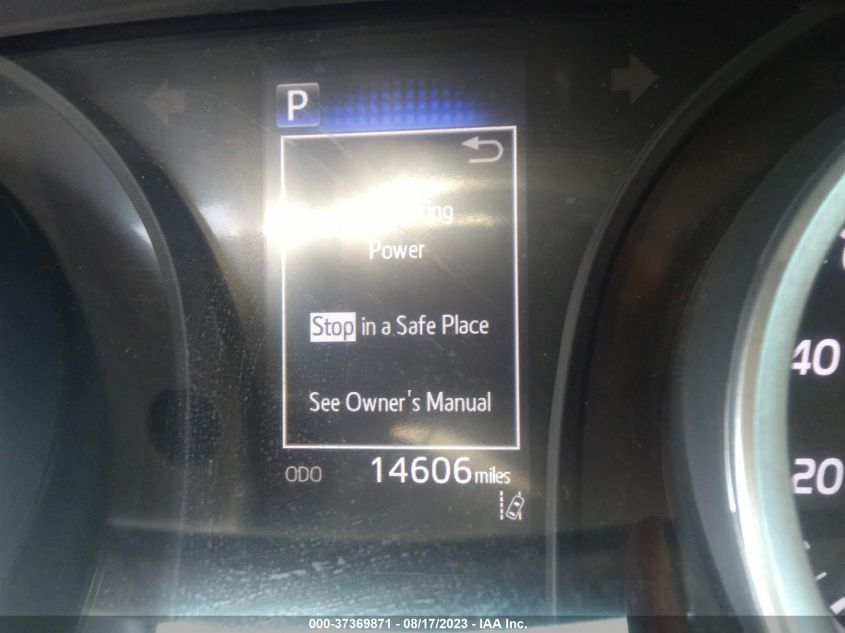 P
Power
Stop in a Safe Place
See Owner's Manual
ODO 14606 miles
40
20
000-37369871 - 08/17/2023 - IAA Inc.